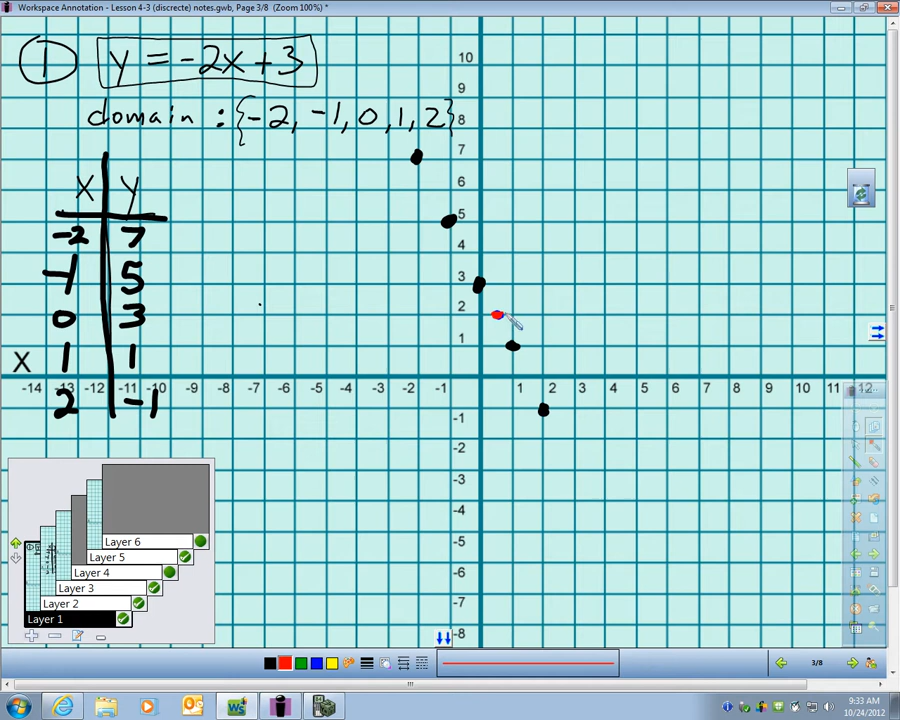 Workspace Annotation - Lesson 4-3 (discrete) notes.gwb, Page 3/8 (Zoom 100%) *
① y = -2x + 3
domain : {-2, -1, 0, 1, 2}
X Y
-2 7
-1 5
0 3
X 1 1
2 -1
10
9
8
7
6
5
4
3
2
1
-14 -13 -12 -11 -10 -9 -8 -7 -6 -5 -4 -3 -2 -1 1 2 3 4 5 6 7 8 9 10 11 12
-1
-2
-3
-4
-5
-6
-7
-8
Layer 6
Layer 5
Layer 4
Layer 3
Layer 2
Layer 1
3/8
9:33 AM
10/24/2012